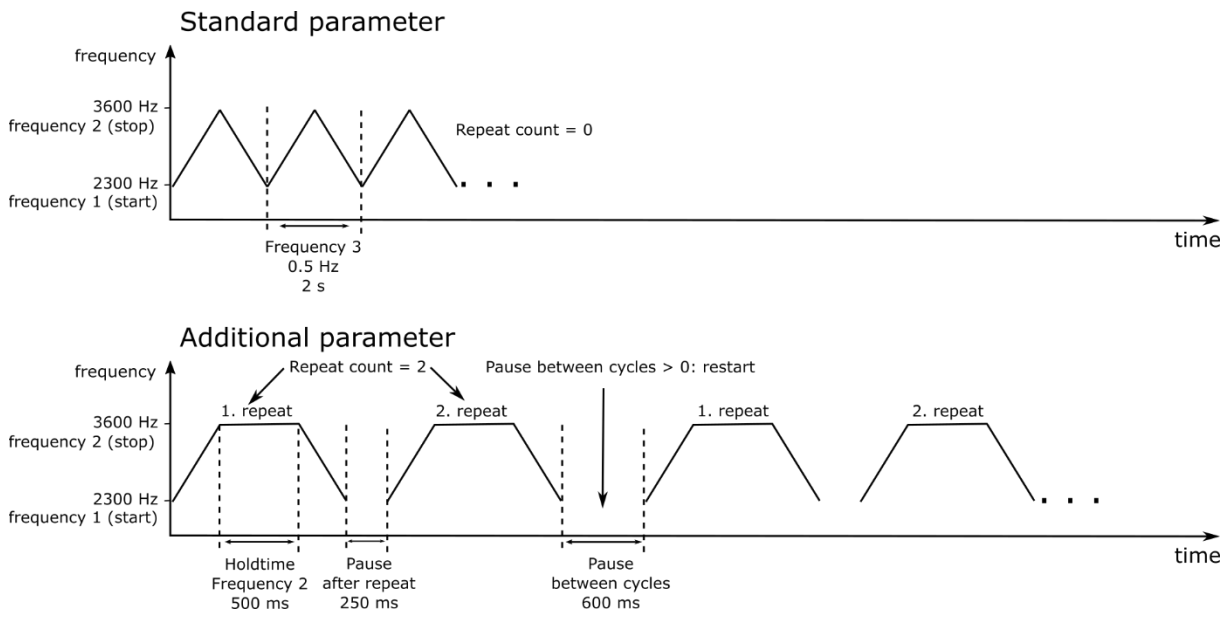 Standard parameter
frequency
3600 Hz
frequency 2 (stop)
Repeat count = 0
2300 Hz
frequency 1 (start)
time
Frequency 3
0.5 Hz
2 s
Additional parameter
frequency
Repeat count = 2
Pause between cycles > 0: restart
1. repeat
2. repeat
1. repeat
2. repeat
3600 Hz
frequency 2 (stop)
2300 Hz
frequency 1 (start)
time
Holdtime
Frequency 2
500 ms
Pause
after repeat
250 ms
Pause
between cycles
600 ms